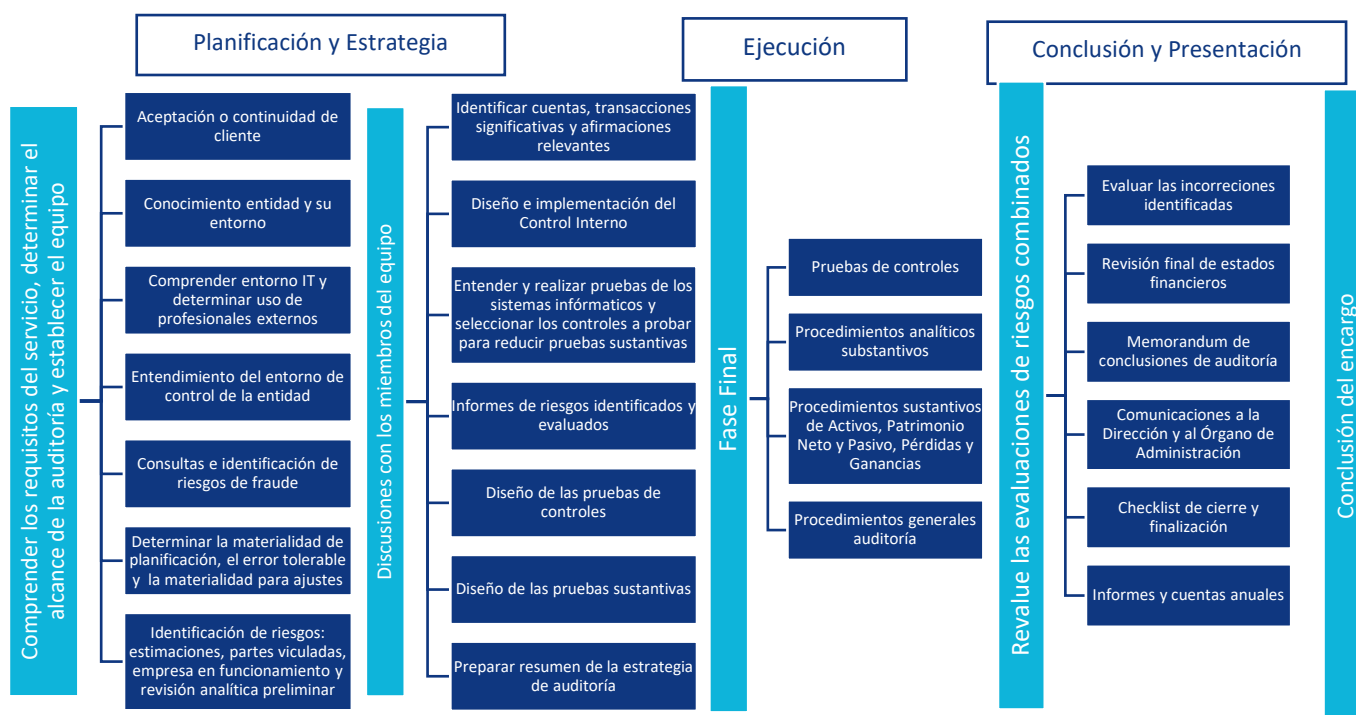 Planificación y Estrategia
Ejecución
Conclusión y Presentación
Comprender los requisitos del servicio, determinar el
alcance de la auditoría y establecer el equipo
Aceptación o continuidad de
cliente
Conocimiento entidad y su
entorno
Comprender entorno IT y
determinar uso de
profesionales externos
Entendimiento del entorno de
control de la entidad
Consultas e identificación de
riesgos de fraude
Determinar la materialidad de
planificación, el error tolerable
y la materialidad para ajustes
Identificación de riesgos:
estimaciones, partes viculadas,
empresa en funcionamiento y
revisión analítica preliminar
Discusiones con los miembros del equipo
Identificar cuentas, transacciones
significativas y afirmaciones
relevantes
Diseño e implementación del
Control Interno
Entender y realizar pruebas de los
sistemas infórmaticos y
seleccionar los controles a probar
para reducir pruebas sustantivas
Informes de riesgos identificados y
evaluados
Diseño de las pruebas de
controles
Diseño de las pruebas sustantivas
Preparar resumen de la estrategia
de auditoría
Fase Final
Pruebas de controles
Procedimientos analíticos
substantivos
Procedimientos sustantivos
de Activos, Patrimonio
Neto y Pasivo, Pérdidas y
Ganancias
Procedimientos generales
auditoría
Revalue las evaluaciones de riesgos combinados
Evaluar las incorreciones
identificadas
Revisión final de estados
financieros
Memorandum de
conclusiones de auditoría
Comunicaciones a la
Dirección y al Órgano de
Administración
Checklist de cierre y
finalización
Informes y cuentas anuales
Conclusión del encargo